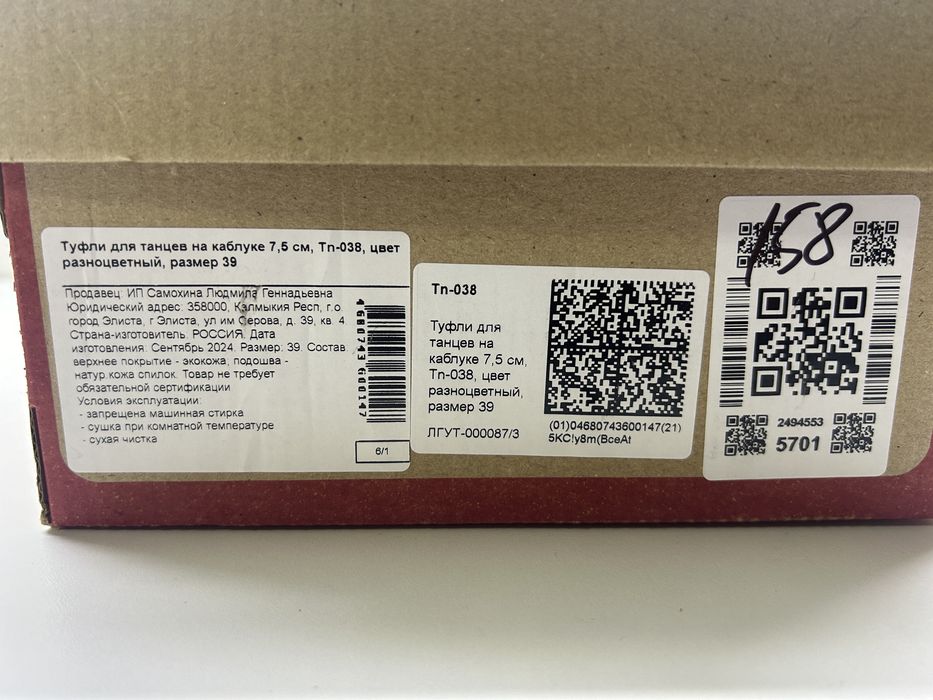 Туфли для танцев на каблуке 7,5 см, Tn-038, цвет
разноцветный, размер 39
Продавец: ИП Самохина Людмила Геннадьевна
Юридический адрес: 358000, Калмыкия Респ, г.о.
город Элиста, г Элиста, ул им Серова, д. 39, кв. 4.
Страна-изготовитель: РОССИЯ. Дата
изготовления: Сентябрь 2024. Размер: 39. Состав:
верхнее покрытие - экокожа, подошва -
натур.кожа спилок. Товар не требует
обязательной сертификации
Условия эксплуатации:
- запрещена машинная стирка
- сушка при комнатной температуре
- сухая чистка
4680743600147
6/1
Tn-038
Туфли для
танцев на
каблуке 7,5 см,
Tn-038, цвет
разноцветный,
размер 39
ЛГУТ-000087/3
(01)04680743600147(21)
5KC!y8m(BceAt
158
2494553
5701